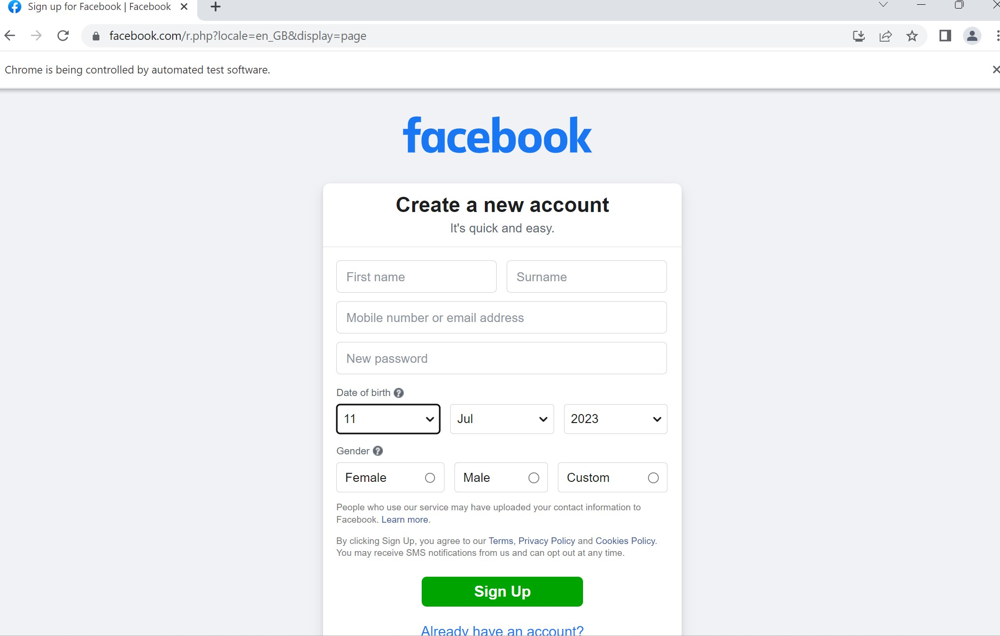 Sign up for Facebook | Facebook
facebook.com/r.php?locale=en_GB&display=page
Chrome is being controlled by automated test software.
facebook
Create a new account
It's quick and easy.
First name Surname
Mobile number or email address
New password
Date of birth ?
11 Jul 2023
Gender ?
Female Male Custom
People who use our service may have uploaded your contact information to
Facebook. Learn more.
By clicking Sign Up, you agree to our Terms, Privacy Policy and Cookies Policy.
You may receive SMS notifications from us and can opt out at any time.
Sign Up
Already have an account?